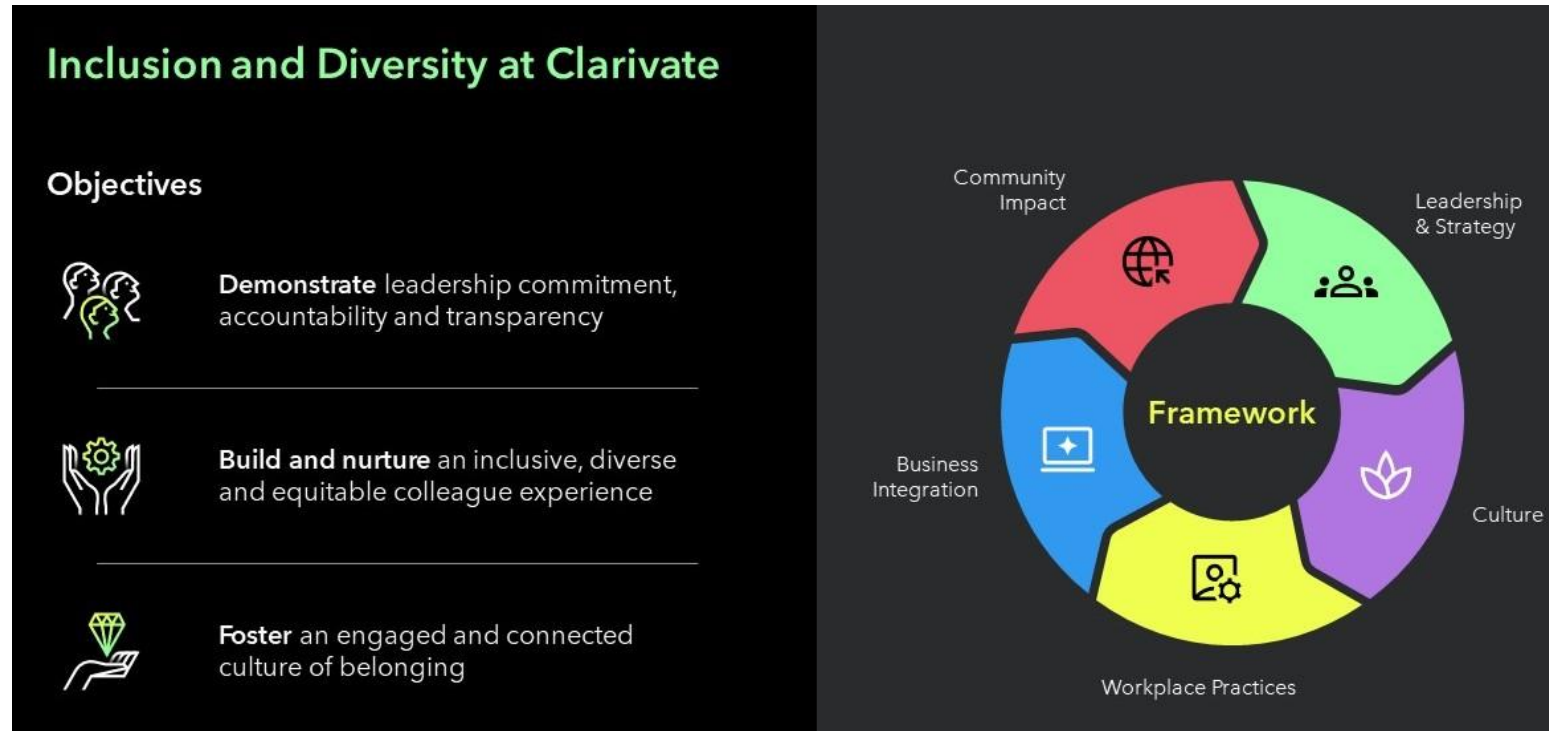 Inclusion and Diversity at Clarivate
Objectives
Demonstrate leadership commitment,
accountability and transparency
Build and nurture an inclusive, diverse
and equitable colleague experience
Foster an engaged and connected
culture of belonging
Community
Impact
Leadership
& Strategy
Framework
Business
Integration
Culture
Workplace Practices